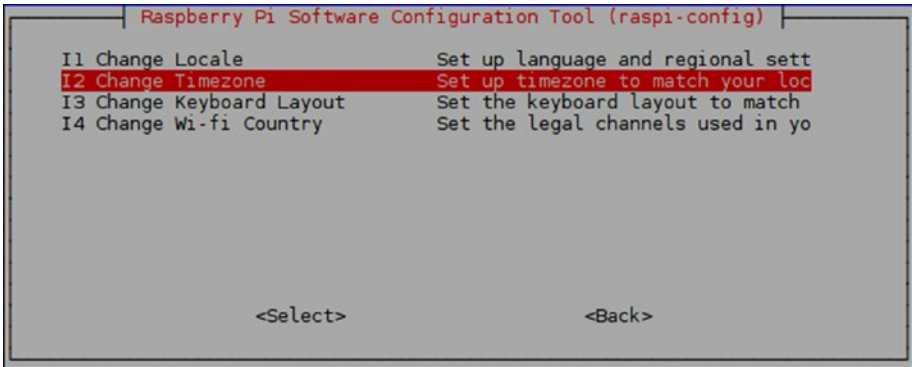 Raspberry Pi Software Configuration Tool (raspi-config)
I1 Change Locale Set up language and regional sett
I2 Change Timezone Set up timezone to match your loc
I3 Change Keyboard Layout Set the keyboard layout to match
I4 Change Wi-fi Country Set the legal channels used in yo
<Select> <Back>